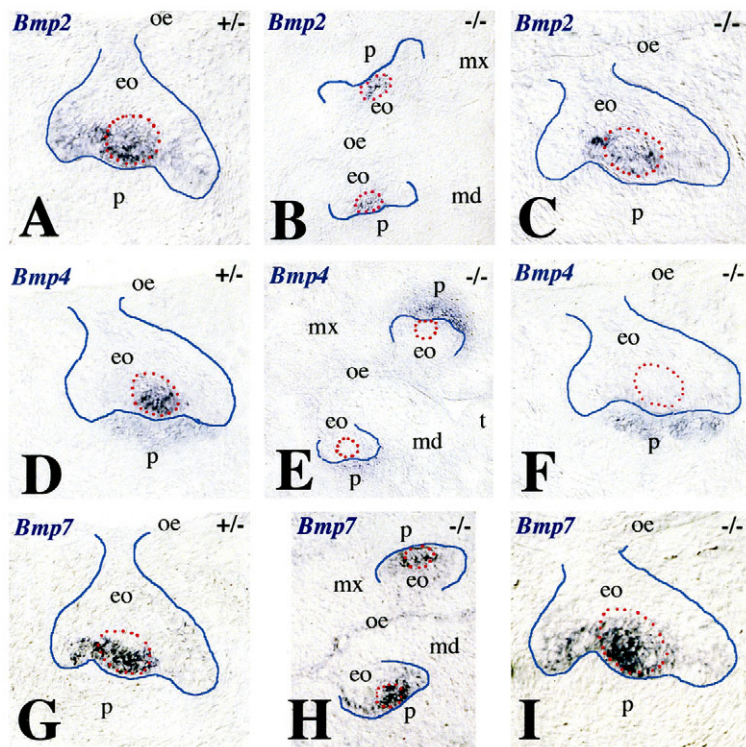 Bmp2 oe +/-
eo
p
A
Bmp2 -/-
p mx
eo
oe
eo
md
p
B
Bmp2 oe -/-
eo
p
C
Bmp4 +/-
oe
eo
p
D
Bmp4 -/-
p
mx
eo
oe
eo t
md
p
E
Bmp4 oe -/-
eo
p
F
Bmp7 oe +/-
eo
p
G
Bmp7 -/-
p
eo
mx
oe
md
eo
p
H
Bmp7 oe -/-
eo
p
I